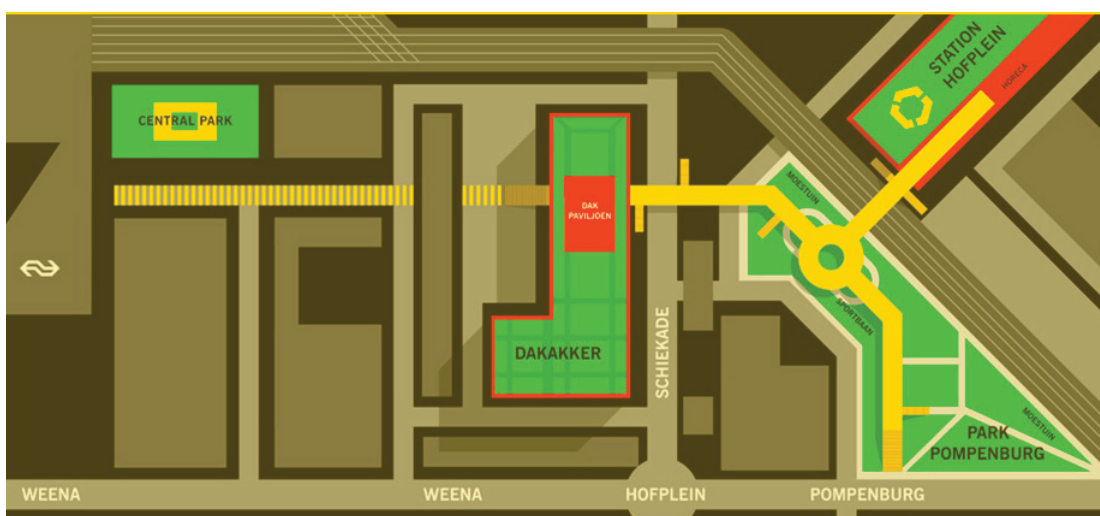 STATION
HOFPLEIN
HORECA
CENTRAL PARK
MOESTUIN
DAK
PAVILJOEN
SPORTBAAN
SCHIEKADE
DAKAKKER
MOESTUIN
PARK
POMPENBURG
WEENA
WEENA
HOFPLEIN
POMPENBURG